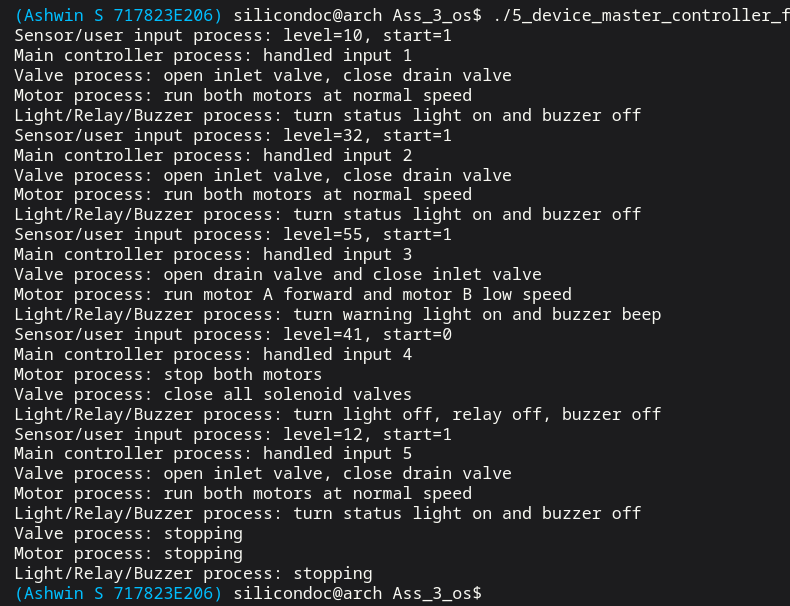 (Ashwin S 717823E206) silicondoc@arch Ass_3_os$ ./5_device_master_controller_f
Sensor/user input process: level=10, start=1
Main controller process: handled input 1
Valve process: open inlet valve, close drain valve
Motor process: run both motors at normal speed
Light/Relay/Buzzer process: turn status light on and buzzer off
Sensor/user input process: level=32, start=1
Main controller process: handled input 2
Valve process: open inlet valve, close drain valve
Motor process: run both motors at normal speed
Light/Relay/Buzzer process: turn status light on and buzzer off
Sensor/user input process: level=55, start=1
Main controller process: handled input 3
Valve process: open drain valve and close inlet valve
Motor process: run motor A forward and motor B low speed
Light/Relay/Buzzer process: turn warning light on and buzzer beep
Sensor/user input process: level=41, start=0
Main controller process: handled input 4
Motor process: stop both motors
Valve process: close all solenoid valves
Light/Relay/Buzzer process: turn light off, relay off, buzzer off
Sensor/user input process: level=12, start=1
Main controller process: handled input 5
Valve process: open inlet valve, close drain valve
Motor process: run both motors at normal speed
Light/Relay/Buzzer process: turn status light on and buzzer off
Valve process: stopping
Motor process: stopping
Light/Relay/Buzzer process: stopping
(Ashwin S 717823E206) silicondoc@arch Ass_3_os$